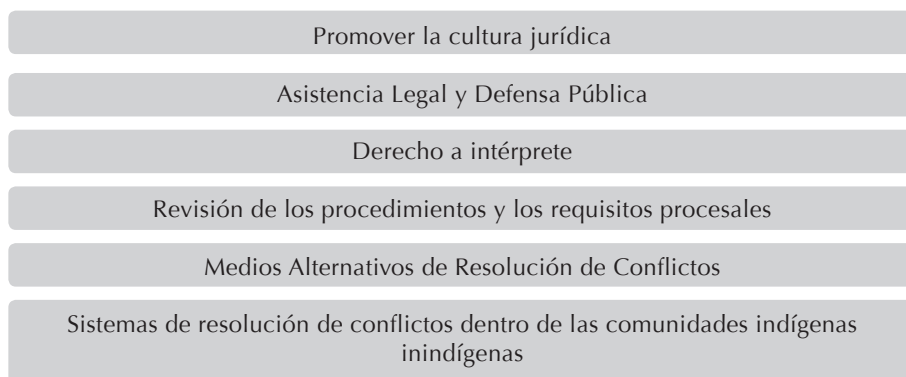 Promover la cultura jurídica
Asistencia Legal y Defensa Pública
Derecho a intérprete
Revisión de los procedimientos y los requisitos procesales
Medios Alternativos de Resolución de Conflictos
Sistemas de resolución de conflictos dentro de las comunidades indígenas
inindígenas